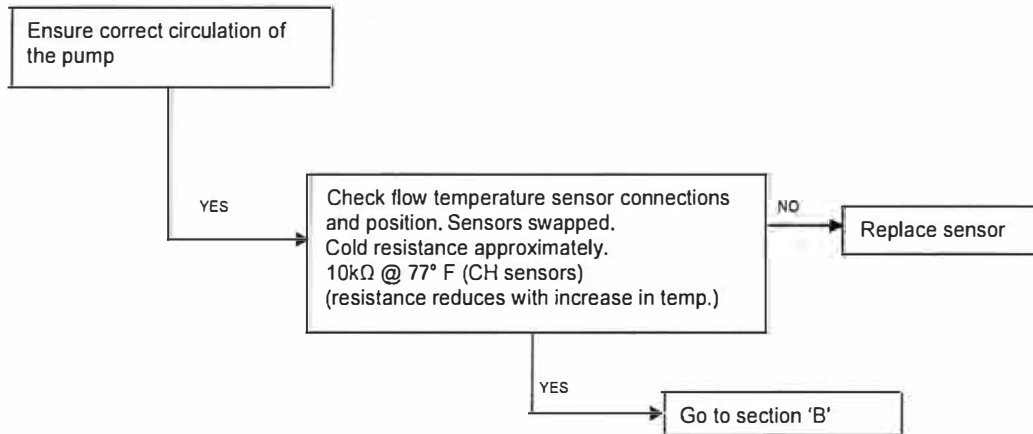 Ensure correct circulation of
the pump
YES
Check flow temperature sensor connections
and position. Sensors swapped.
Cold resistance approximately.
10kΩ @ 77° F (CH sensors)
(resistance reduces with increase in temp.)
NO
Replace sensor
YES
Go to section 'B'